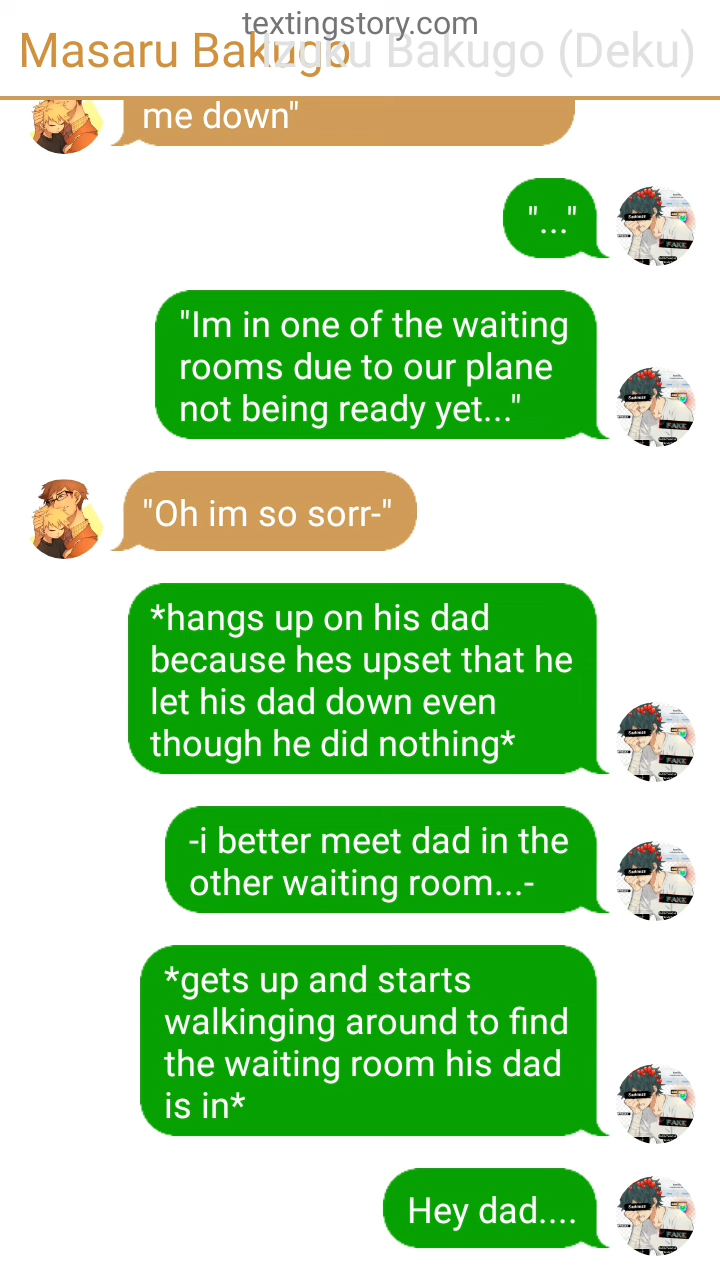 textingstory.com
Masaru Bakugo
Izuku Bakugo (Deku)
me down"
"..."
"Im in one of the waiting
rooms due to our plane
not being ready yet..."
"Oh im so sorr-"
*hangs up on his dad
because hes upset that he
let his dad down even
though he did nothing*
-i better meet dad in the
other waiting room...-
*gets up and starts
walkinging around to find
the waiting room his dad
is in*
Hey dad....